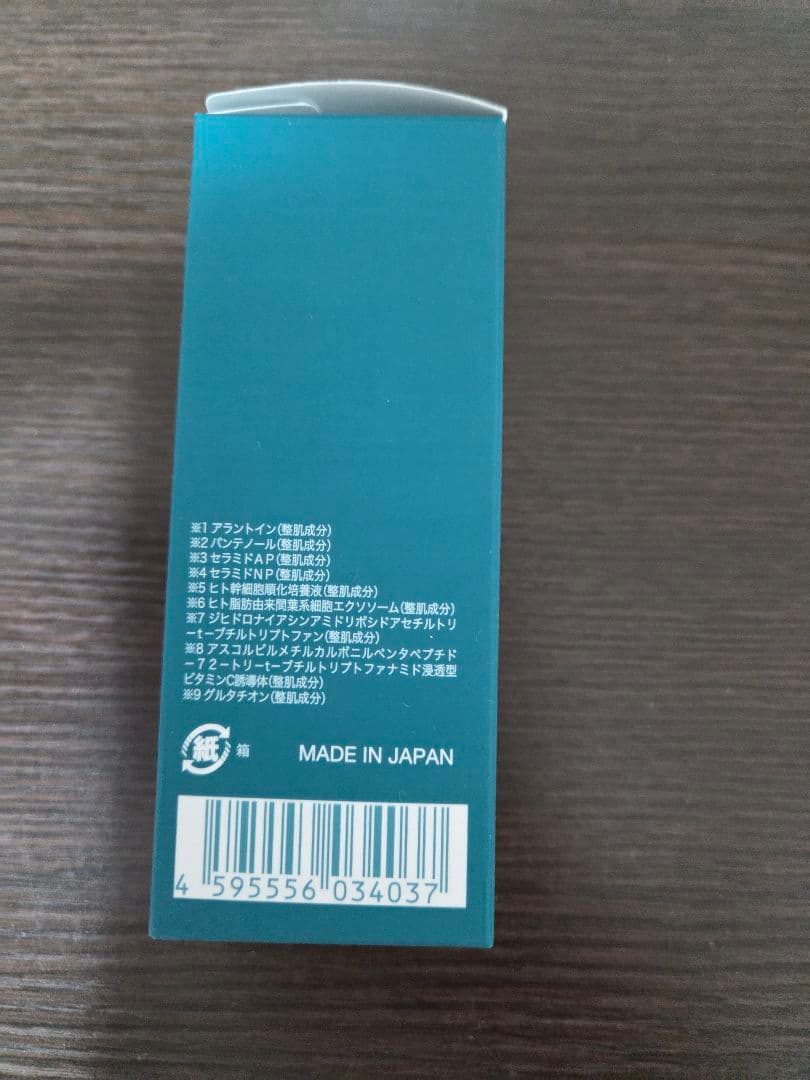 ※1 アラントイン(整肌成分)
※2 パンテノール(整肌成分)
※3 セラミドＡＰ(整肌成分)
※4 セラミドＮＰ(整肌成分)
※5 ヒト幹細胞順化培養液(整肌成分)
※6 ヒト脂肪由来間葉系細胞エクソソーム(整肌成分)
※7 ジヒドロナイアシンアミドリボシドアセチルトリ
ーt－ブチルトリプトファン(整肌成分)
※8 アスコルビルメチルカルボニルペンタペプチド
－７２－トリーt－ブチルトリプトファナミド浸透型
ビタミンC誘導体(整肌成分)
※9 グルタチオン(整肌成分)
紙 箱 MADE IN JAPAN
4 595556 034037